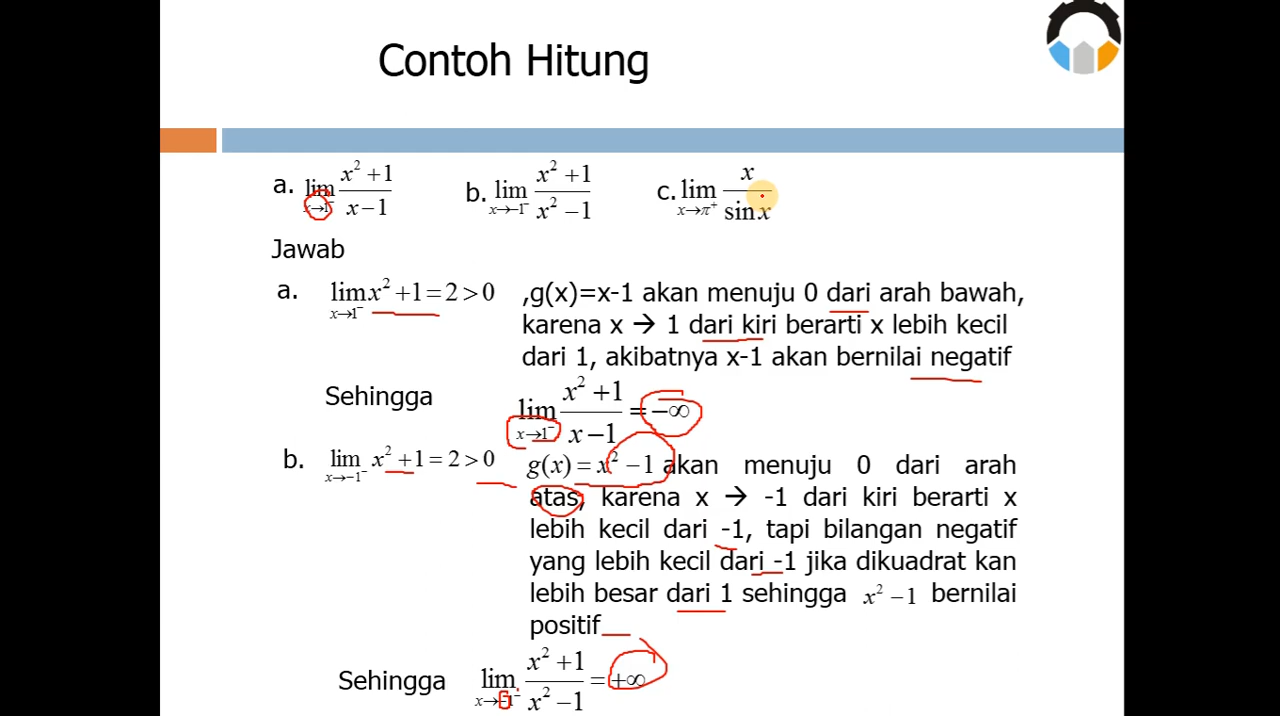 Contoh Hitung
a. lim x→1⁻ (x² + 1)/(x − 1) b. lim x→−1⁻ (x² + 1)/(x² − 1) c. lim x→π⁺ x/sin x
Jawab
a. lim x→1⁻ x² + 1 = 2 > 0 ,g(x)=x-1 akan menuju 0 dari arah bawah,
karena x → 1 dari kiri berarti x lebih kecil
dari 1, akibatnya x-1 akan bernilai negatif
Sehingga lim x→1⁻ (x² + 1)/(x − 1) = −∞
b. lim x→−1⁻ x² + 1 = 2 > 0 g(x) = x² − 1 akan menuju 0 dari arah
atas, karena x → -1 dari kiri berarti x
lebih kecil dari -1, tapi bilangan negatif
yang lebih kecil dari -1 jika dikuadrat kan
lebih besar dari 1 sehingga x² − 1 bernilai
positif
Sehingga lim x→−1⁻ (x² + 1)/(x² − 1) = +∞